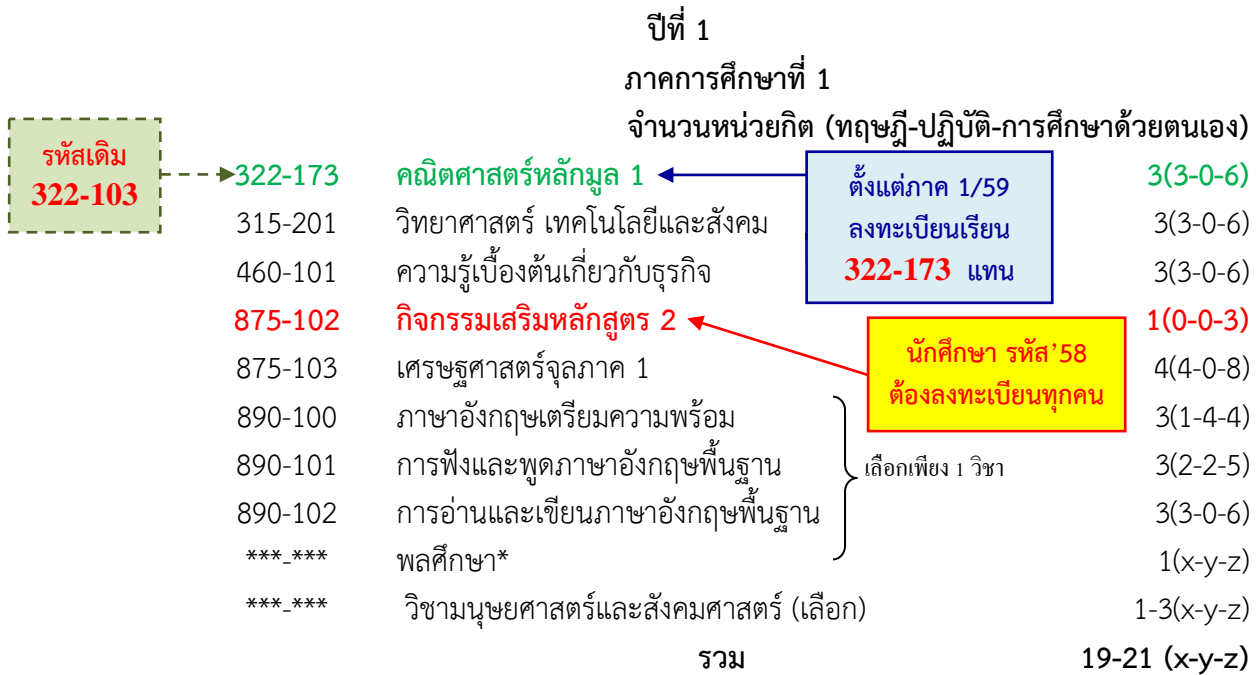 ปีที่ 1
ภาคการศึกษาที่ 1
จำนวนหน่วยกิต (ทฤษฎี-ปฏิบัติ-การศึกษาด้วยตนเอง)
รหัสเดิม
322-103
322-173 คณิตศาสตร์หลักมูล 1 3(3-0-6)
ตั้งแต่ภาค 1/59
ลงทะเบียนเรียน
322-173 แทน
315-201 วิทยาศาสตร์ เทคโนโลยีและสังคม 3(3-0-6)
460-101 ความรู้เบื้องต้นเกี่ยวกับธุรกิจ 3(3-0-6)
875-102 กิจกรรมเสริมหลักสูตร 2 1(0-0-3)
นักศึกษา รหัส'58
ต้องลงทะเบียนทุกคน
875-103 เศรษฐศาสตร์จุลภาค 1 4(4-0-8)
890-100 ภาษาอังกฤษเตรียมความพร้อม 3(1-4-4)
890-101 การฟังและพูดภาษาอังกฤษพื้นฐาน 3(2-2-5)
เลือกเพียง 1 วิชา
890-102 การอ่านและเขียนภาษาอังกฤษพื้นฐาน 3(3-0-6)
***-*** พลศึกษา* 1(x-y-z)
***-*** วิชามนุษยศาสตร์และสังคมศาสตร์ (เลือก) 1-3(x-y-z)
รวม 19-21 (x-y-z)